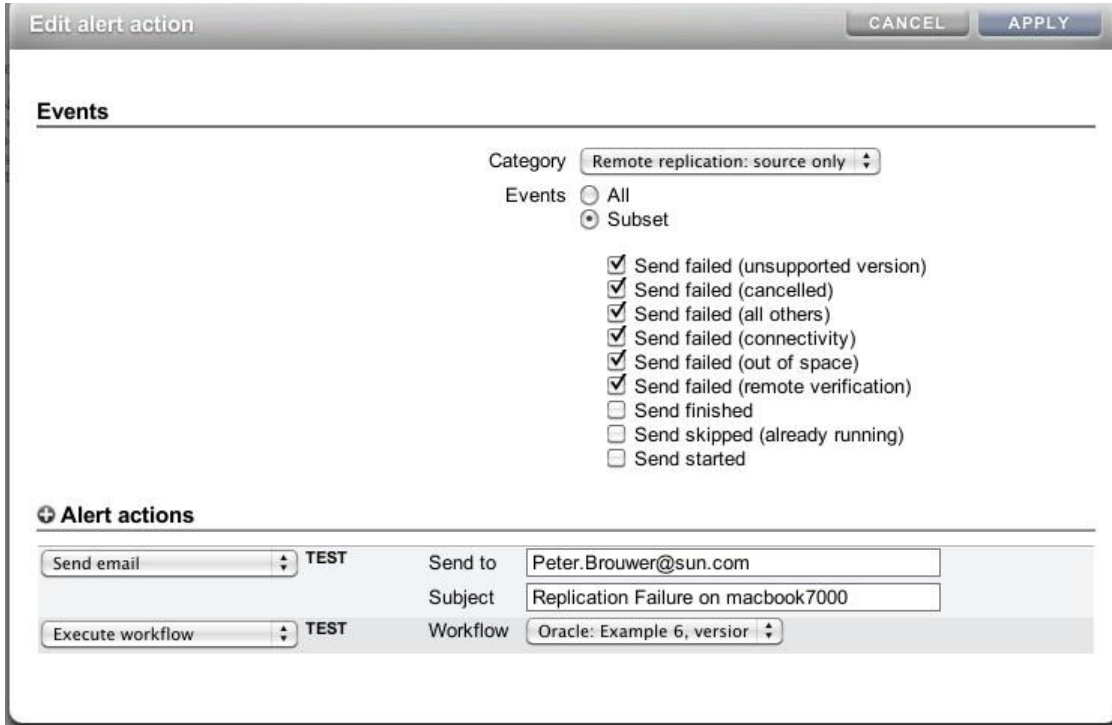 Edit alert action CANCEL APPLY
Events
Category Remote replication: source only
Events All
Subset
Send failed (unsupported version)
Send failed (cancelled)
Send failed (all others)
Send failed (connectivity)
Send failed (out of space)
Send failed (remote verification)
Send finished
Send skipped (already running)
Send started
Alert actions
Send email TEST Send to Peter.Brouwer@sun.com
Subject Replication Failure on macbook7000
Execute workflow TEST Workflow Oracle: Example 6, versior